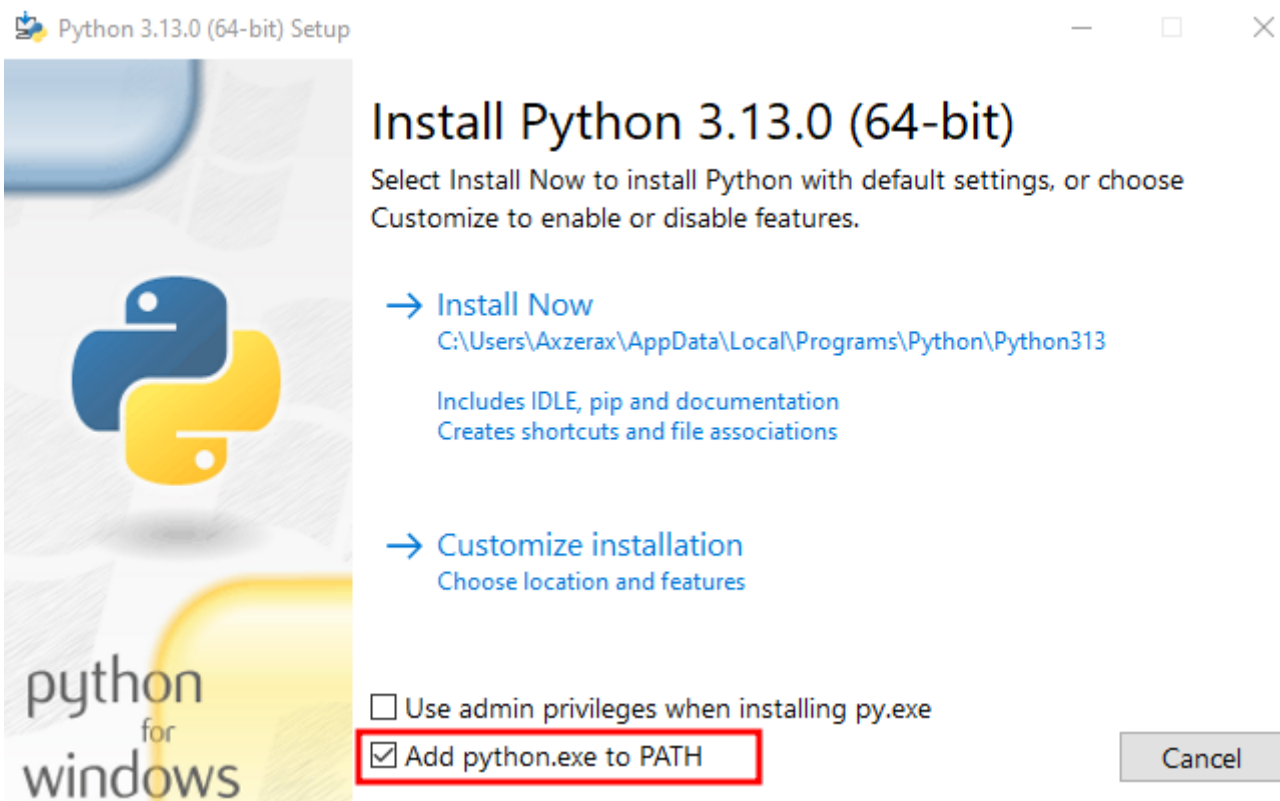 Python 3.13.0 (64-bit) Setup
Install Python 3.13.0 (64-bit)
Select Install Now to install Python with default settings, or choose
Customize to enable or disable features.
Install Now
C:\Users\Axzerax\AppData\Local\Programs\Python\Python313
Includes IDLE, pip and documentation
Creates shortcuts and file associations
Customize installation
Choose location and features
python
for
windows
Use admin privileges when installing py.exe
Add python.exe to PATH
Cancel